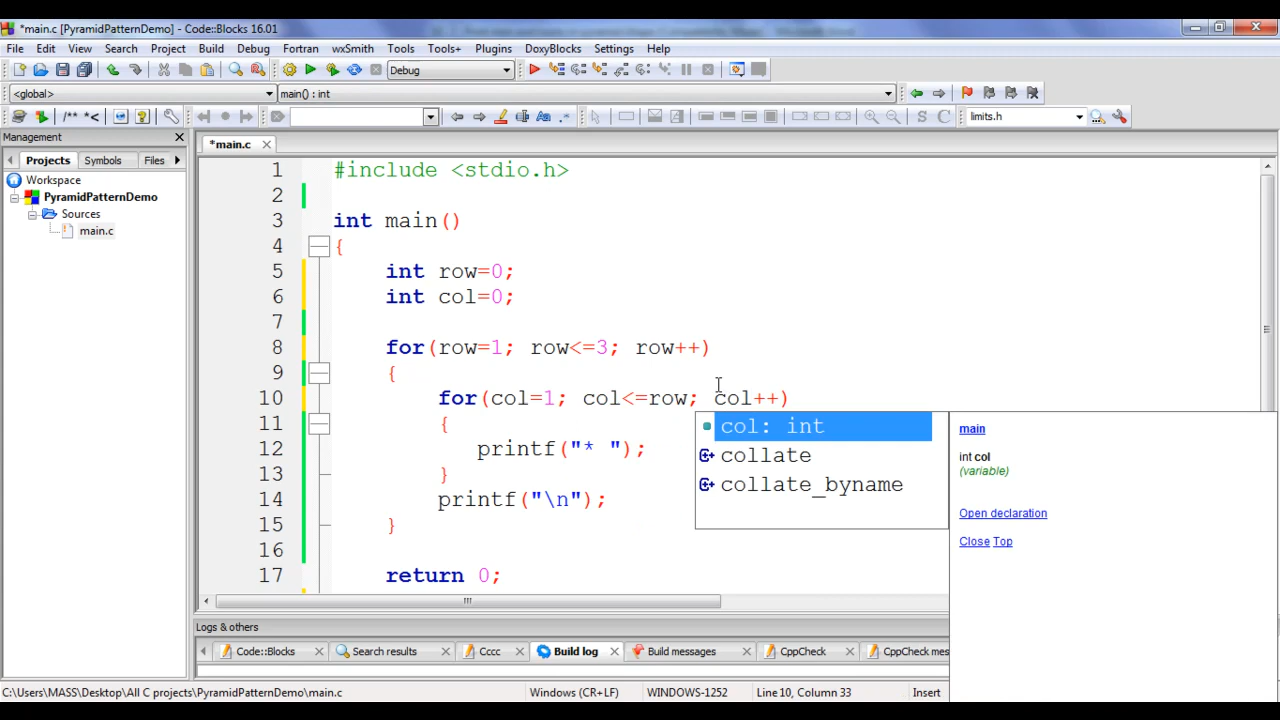 *main.c [PyramidPatternDemo] - Code::Blocks 16.01
File Edit View Search Project Build Debug Fortran wxSmith Tools Tools+ Plugins DoxyBlocks Settings Help
Debug
<global> main() : int
/** *< S C limits.h
Management
Projects Symbols Files
*main.c
Workspace
PyramidPatternDemo
Sources
main.c
1 #include <stdio.h>
2
3 int main()
4 {
5 int row=0;
6 int col=0;
7
8 for(row=1; row<=3; row++)
9 {
10 for(col=1; col<=row; col++)
11 {
12 printf("* ");
13 }
14 printf("\n");
15 }
16
17 return 0;
col: int
collate
collate_byname
main
int col
(variable)
Open declaration
Close Top
Logs & others
Code::Blocks Search results Cccc Build log Build messages CppCheck CppCheck mes
C:\Users\MASS\Desktop\All C projects\PyramidPatternDemo\main.c Windows (CR+LF) WINDOWS-1252 Line 10, Column 33 Insert